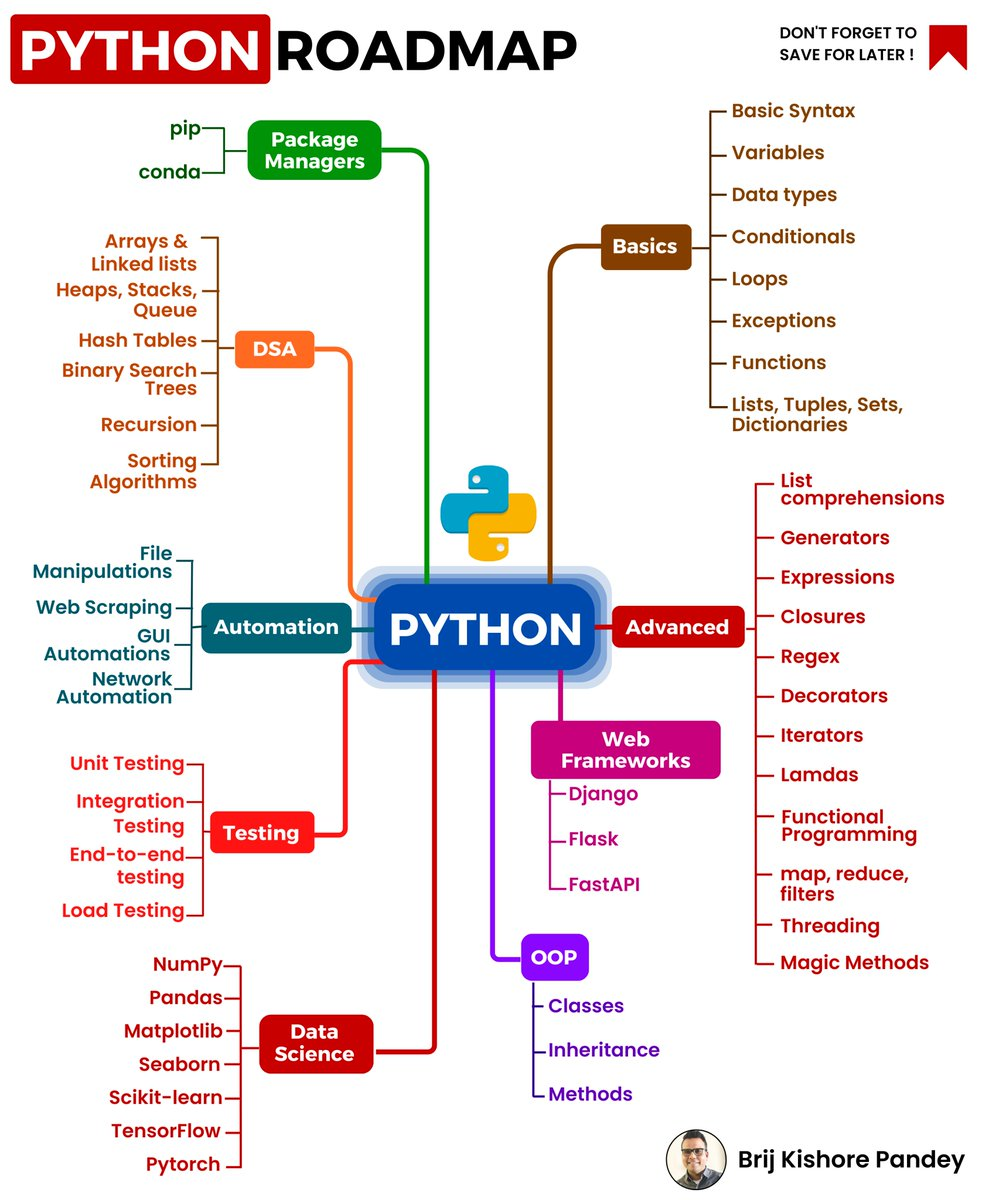 PYTHON ROADMAP
DON'T FORGET TO
SAVE FOR LATER !
Package
Managers
pip
conda
Basics
Basic Syntax
Variables
Data types
Conditionals
Loops
Exceptions
Functions
Lists, Tuples, Sets,
Dictionaries
DSA
Arrays &
Linked lists
Heaps, Stacks,
Queue
Hash Tables
Binary Search
Trees
Recursion
Sorting
Algorithms
PYTHON
Advanced
List
comprehensions
Generators
Expressions
Closures
Regex
Decorators
Iterators
Lamdas
Functional
Programming
map, reduce,
filters
Threading
Magic Methods
Automation
File
Manipulations
Web Scraping
GUI
Automations
Network
Automation
Web
Frameworks
Django
Flask
FastAPI
Testing
Unit Testing
Integration
Testing
End-to-end
testing
Load Testing
OOP
Classes
Inheritance
Methods
Data
Science
NumPy
Pandas
Matplotlib
Seaborn
Scikit-learn
TensorFlow
Pytorch
Brij Kishore Pandey